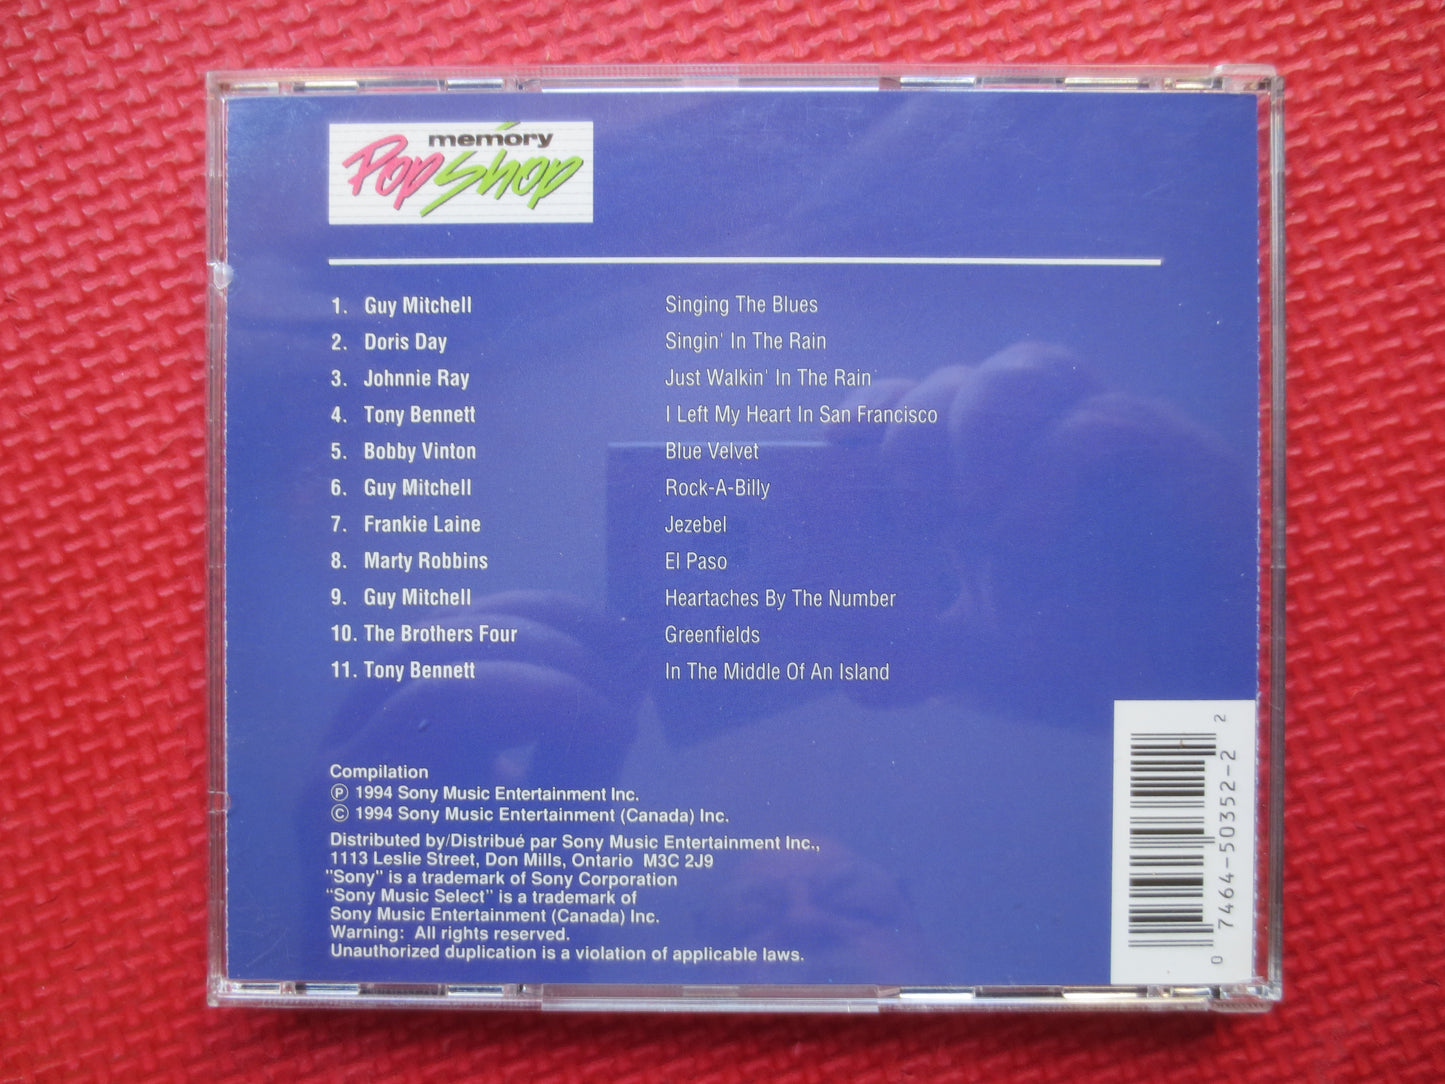 memory
Pop Shop
1. Guy Mitchell Singing The Blues
2. Doris Day Singin' In The Rain
3. Johnnie Ray Just Walkin' In The Rain
4. Tony Bennett I Left My Heart In San Francisco
5. Bobby Vinton Blue Velvet
6. Guy Mitchell Rock-A-Billy
7. Frankie Laine Jezebel
8. Marty Robbins El Paso
9. Guy Mitchell Heartaches By The Number
10. The Brothers Four Greenfields
11. Tony Bennett In The Middle Of An Island
Compilation
Ⓟ 1994 Sony Music Entertainment Inc.
© 1994 Sony Music Entertainment (Canada) Inc.
Distributed by/Distribué par Sony Music Entertainment Inc.,
1113 Leslie Street, Don Mills, Ontario M3C 2J9
"Sony" is a trademark of Sony Corporation
"Sony Music Select" is a trademark of
Sony Music Entertainment (Canada) Inc.
Warning: All rights reserved.
Unauthorized duplication is a violation of applicable laws.
0 7464-50352-2 2